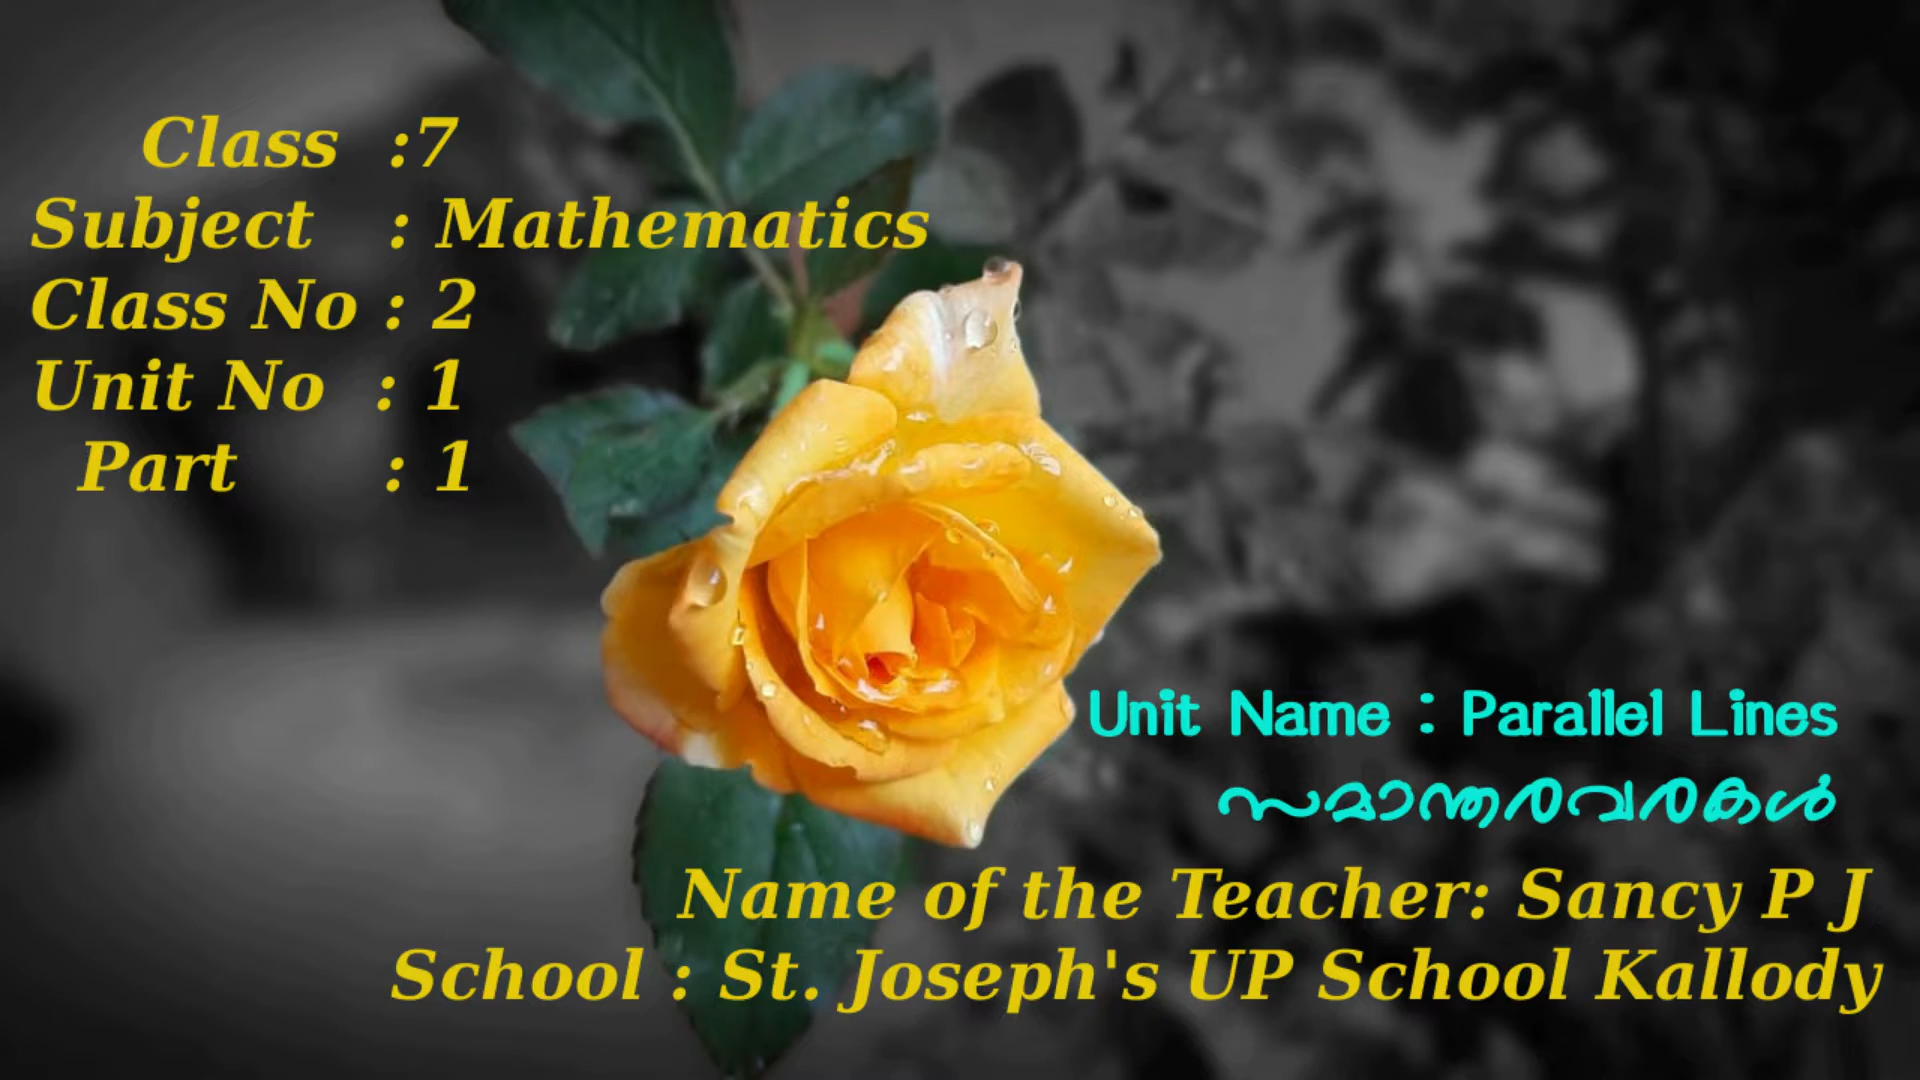 Class :7
Subject : Mathematics
Class No : 2
Unit No : 1
Part : 1
Unit Name : Parallel Lines
സമാന്തരവരകൾ
Name of the Teacher: Sancy P J
School : St. Joseph's UP School Kallody